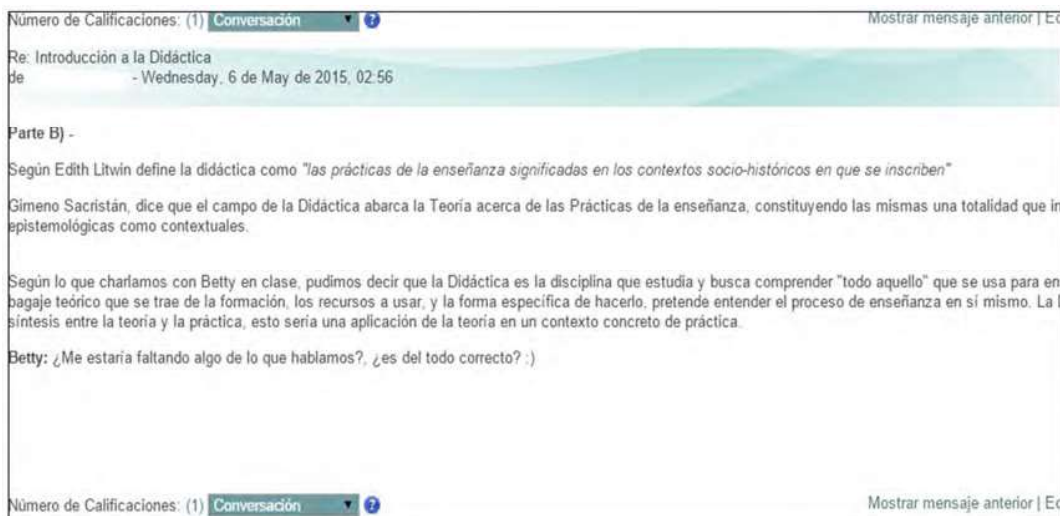 Número de Calificaciones: (1) Conversación ▼ ? Mostrar mensaje anterior |
Re: Introducción a la Didáctica
de - Wednesday, 6 de May de 2015, 02:56
Parte B) -
Según Edith Litwin define la didáctica como "las prácticas de la enseñanza significadas en los contextos socio-históricos en que se inscriben"
Gimeno Sacristán, dice que el campo de la Didáctica abarca la Teoría acerca de las Prácticas de la enseñanza, constituyendo las mismas una totalidad que
epistemológicas como contextuales.
Según lo que charlamos con Betty en clase, pudimos decir que la Didáctica es la disciplina que estudia y busca comprender "todo aquello" que se usa para
bagaje teórico que se trae de la formación, los recursos a usar, y la forma específica de hacerlo, pretende entender el proceso de enseñanza en sí mismo. La
síntesis entre la teoría y la práctica, esto sería una aplicación de la teoría en un contexto concreto de práctica.
Betty: ¿Me estaría faltando algo de lo que hablamos?, ¿es del todo correcto? :)
Número de Calificaciones: (1) Conversación ▼ ? Mostrar mensaje anterior |